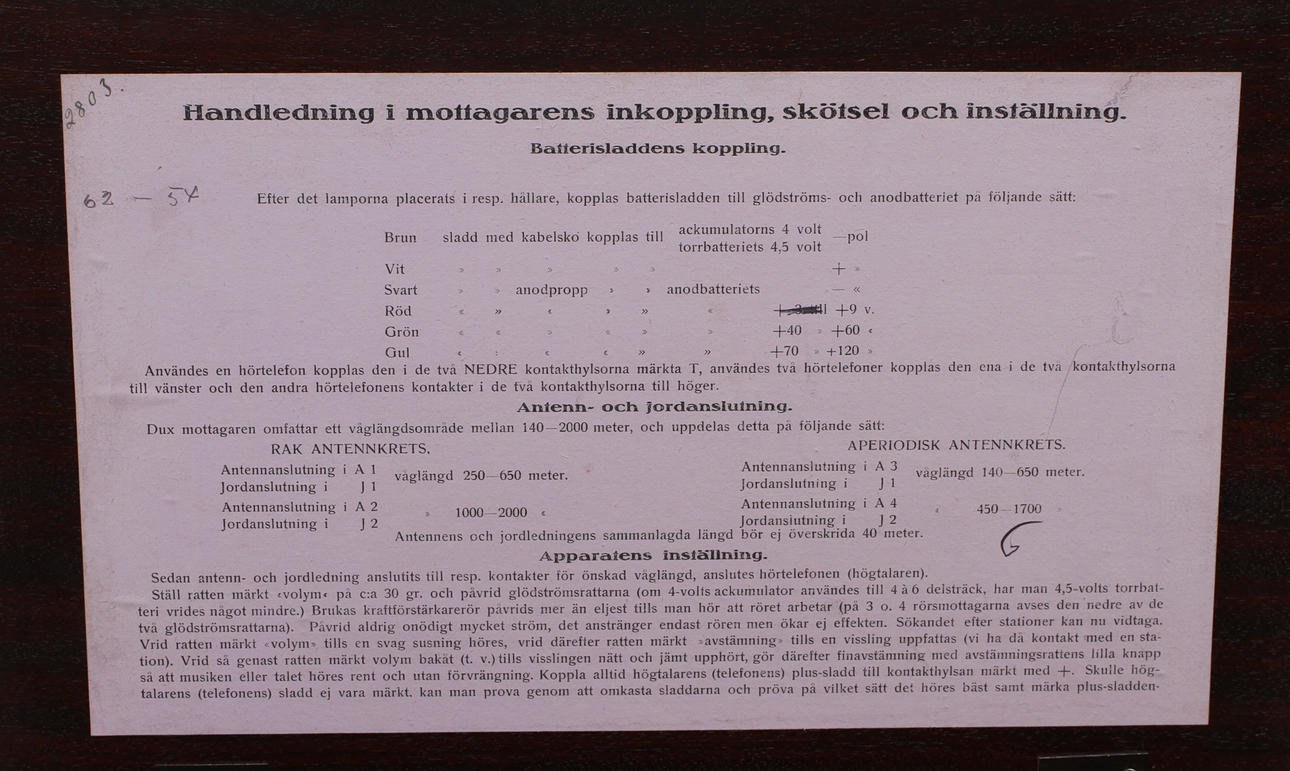 2803.
Handledning i mottagarens inkoppling, skötsel och inställning.
Batterisladdens koppling.
62 — 54
Efter det lamporna placerats i resp. hållare, kopplas batterisladden till glödströms- och anodbatteriet på följande sätt:
Brun sladd med kabelsko kopplas till ackumulatorns 4 volt —pol
torrbatteriets 4,5 volt
Vit » » » » » + »
Svart » » anodpropp » » anodbatteriets — «
Röd « » « » » « +9 v.
Grön « « » « » » +40 » +60 «
Gul « : « « » » +70 » +120 »
Användes en hörtelefon kopplas den i de två NEDRE kontakthylsorna märkta T, användes två hörtelefoner kopplas den ena i de två kontakthylsorna
till vänster och den andra hörtelefonens kontakter i de två kontakthylsorna till höger.
Antenn- och jordanslutning.
Dux mottagaren omfattar ett våglängdsområde mellan 140—2000 meter, och uppdelas detta på följande sätt:
RAK ANTENNKRETS. APERIODISK ANTENNKRETS.
Antennanslutning i A 1 våglängd 250—650 meter. Antennanslutning i A 3 våglängd 140—650 meter.
Jordanslutning i J 1 Jordanslutning i J 1
Antennanslutning i A 2 » 1000—2000 « Antennanslutning i A 4 « 450—1700 »
Jordanslutning i J 2 Jordanslutning i J 2
Antennens och jordledningens sammanlagda längd bör ej överskrida 40 meter.
Apparatens inställning.
Sedan antenn- och jordledning anslutits till resp. kontakter för önskad våglängd, anslutes hörtelefonen (högtalaren).
Ställ ratten märkt «volym« på c:a 30 gr. och påvrid glödströmsrattarna (om 4-volts ackumulator användes till 4 à 6 delsträck, har man 4,5-volts torrbat-
teri vrides något mindre.) Brukas kraftförstärkarerör påvrids mer än eljest tills man hör att röret arbetar (på 3 o. 4 rörsmottagarna avses den nedre av de
två glödströmsrattarna). Påvrid aldrig onödigt mycket ström, det anstränger endast rören men ökar ej effekten. Sökandet efter stationer kan nu vidtaga.
Vrid ratten märkt «volym» tills en svag susning höres, vrid därefter ratten märkt »avstämning» tills en vissling uppfattas (vi ha då kontakt med en sta-
tion). Vrid så genast ratten märkt volym bakåt (t. v.) tills visslingen nätt och jämt upphört, gör därefter finavstämning med avstämningsrattens lilla knapp
så att musiken eller talet höres rent och utan förvrängning. Koppla alltid högtalarens (telefonens) plus-sladd till kontakthylsan märkt med +. Skulle hög-
talarens (telefonens) sladd ej vara märkt, kan man prova genom att omkasta sladdarna och pröva på vilket sätt det höres bäst samt märka plus-sladden-